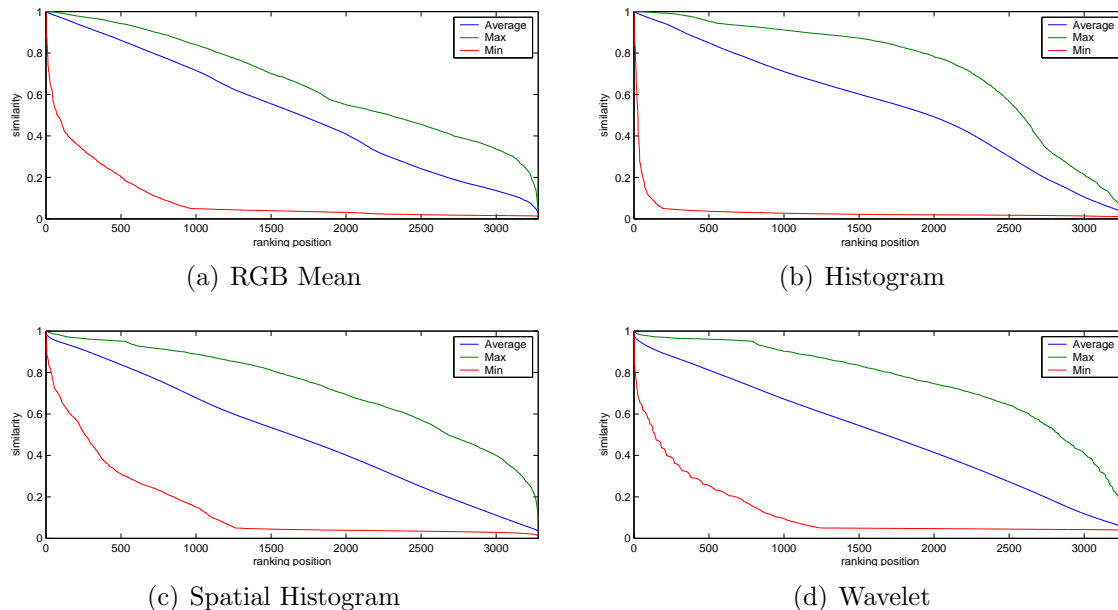 1
0.8
0.6
0.4
0.2
0
similarity
0 500 1000 1500 2000 2500 3000
ranking position
Average
Max
Min
(a) RGB Mean
1
0.8
0.6
0.4
0.2
0
similarity
0 500 1000 1500 2000 2500 3000
ranking position
Average
Max
Min
(b) Histogram
1
0.8
0.6
0.4
0.2
0
similarity
0 500 1000 1500 2000 2500 3000
ranking position
Average
Max
Min
(c) Spatial Histogram
1
0.8
0.6
0.4
0.2
0
similarity
0 500 1000 1500 2000 2500 3000
ranking position
Average
Max
Min
(d) Wavelet